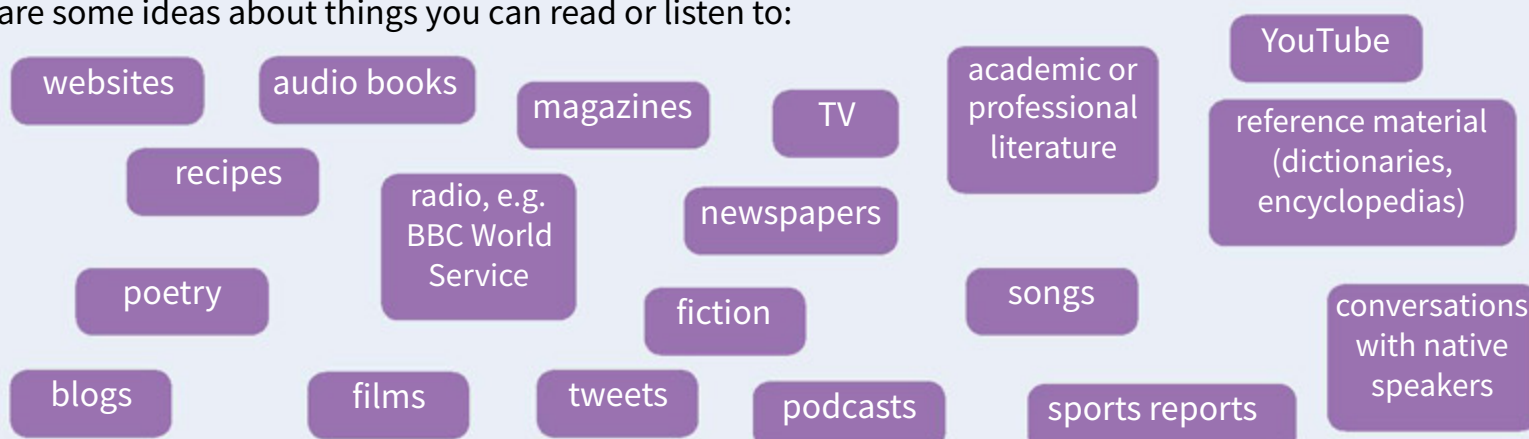 are some ideas about things you can read or listen to:
websites
audio books
magazines
TV
academic or
professional
literature
YouTube
reference material
(dictionaries,
encyclopedias)
recipes
radio, e.g.
BBC World
Service
newspapers
poetry
fiction
songs
conversations
with native
speakers
blogs
films
tweets
podcasts
sports reports